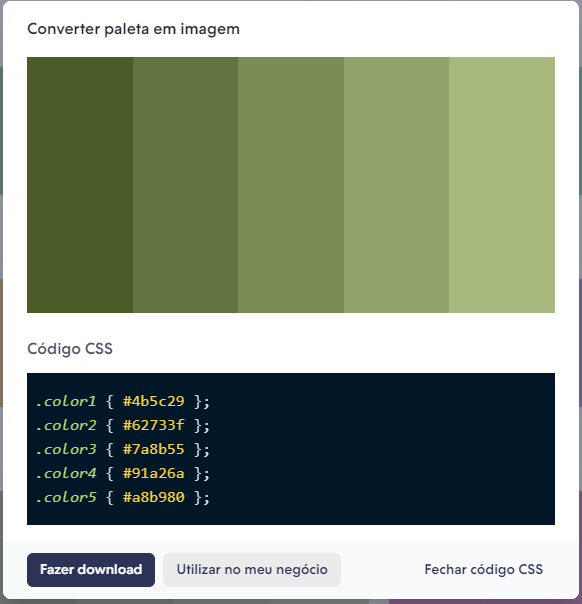 Converter paleta em imagem
Código CSS
.color1 { #4b5c29 };
.color2 { #62733f };
.color3 { #7a8b55 };
.color4 { #91a26a };
.color5 { #a8b980 };
Fazer download
Utilizar no meu negócio
Fechar código CSS